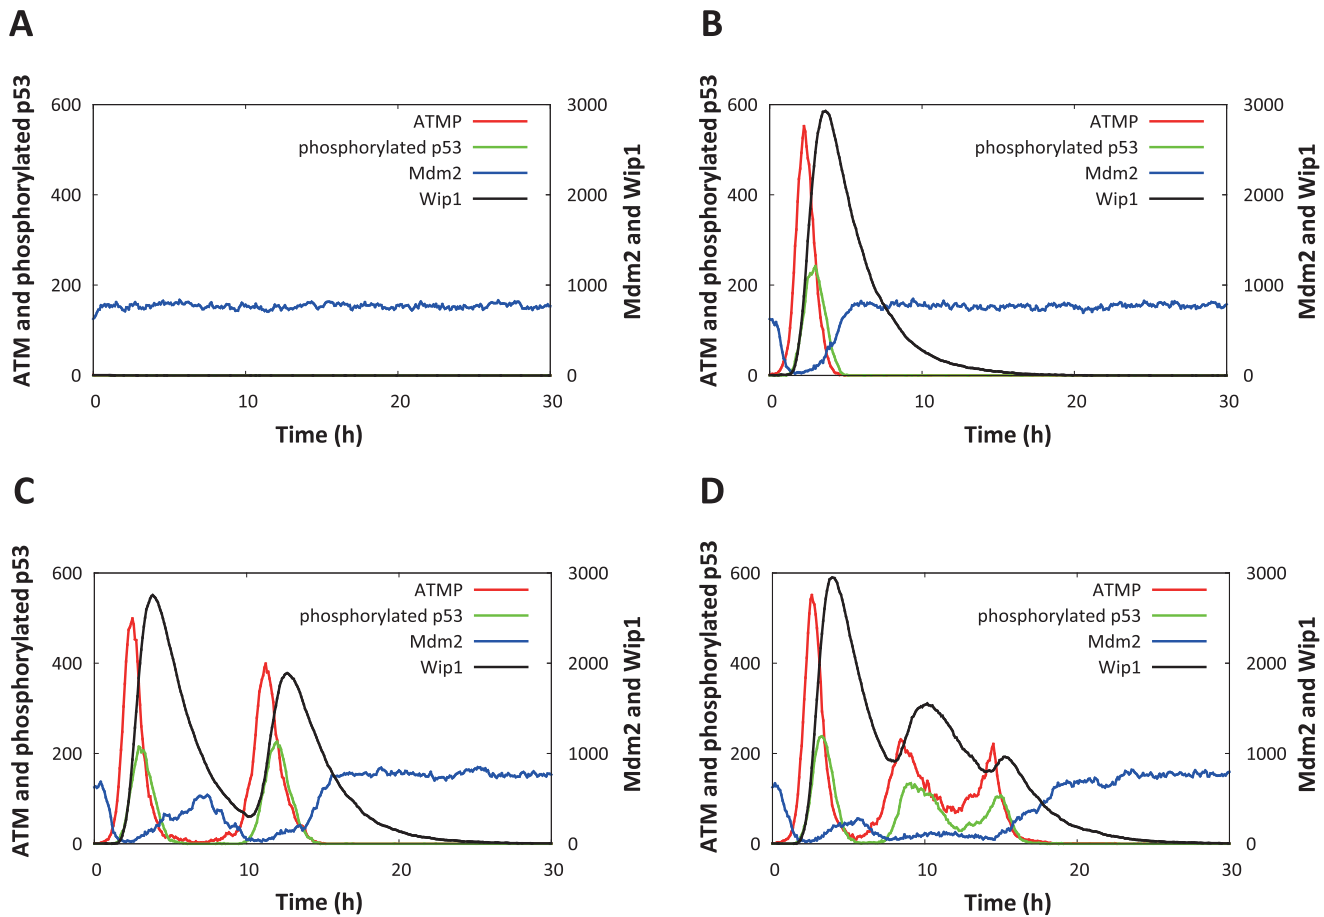 A
ATM and phosphorylated p53
600
400
200
0
ATMP
phosphorylated p53
Mdm2
Wip1
3000
2000
1000
0
Mdm2 and Wip1
0
10
20
30
Time (h)
B
ATM and phosphorylated p53
600
400
200
0
ATMP
phosphorylated p53
Mdm2
Wip1
3000
2000
1000
0
Mdm2 and Wip1
0
10
20
30
Time (h)
C
ATM and phosphorylated p53
600
400
200
0
ATMP
phosphorylated p53
Mdm2
Wip1
3000
2000
1000
0
Mdm2 and Wip1
0
10
20
30
Time (h)
D
ATM and phosphorylated p53
600
400
200
0
ATMP
phosphorylated p53
Mdm2
Wip1
3000
2000
1000
0
Mdm2 and Wip1
0
10
20
30
Time (h)